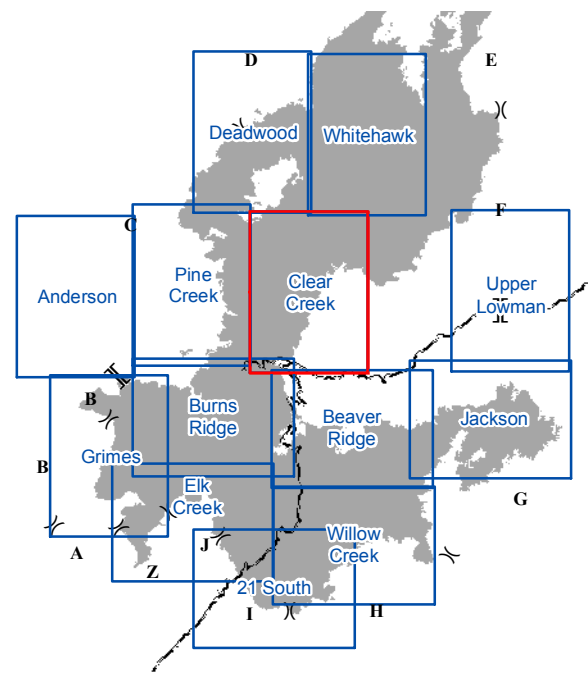 D
E
Deadwood
Whitehawk
C
F
Anderson
Pine
Creek
Clear
Creek
Upper
Lowman
B
Burns
Ridge
Beaver
Ridge
Jackson
B
Grimes
Elk
Creek
G
A
Z
J
Willow
Creek
21 South
I
H